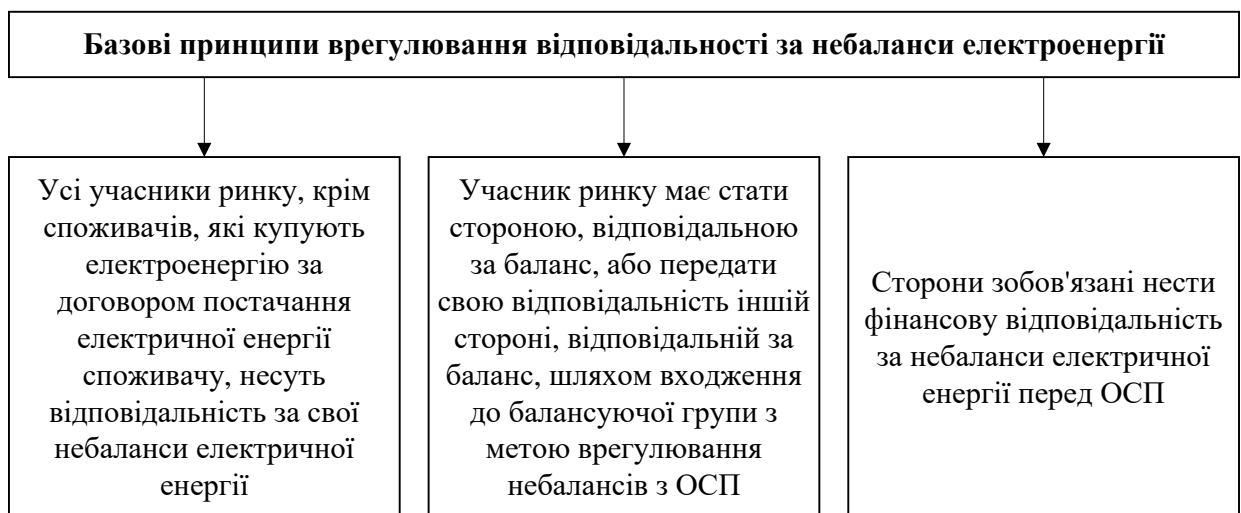 Базові принципи врегулювання відповідальності за небаланси електроенергії
Усі учасники ринку, крім
споживачів, які купують
електроенергію за
договором постачання
електричної енергії
споживачу, несуть
відповідальність за свої
небаланси електричної
енергії
Учасник ринку має стати
стороною, відповідальною
за баланс, або передати
свою відповідальність іншій
стороні, відповідальній за
баланс, шляхом входження
до балансуючої групи з
метою врегулювання
небалансів з ОСП
Сторони зобов'язані нести
фінансову відповідальність
за небаланси електричної
енергії перед ОСП